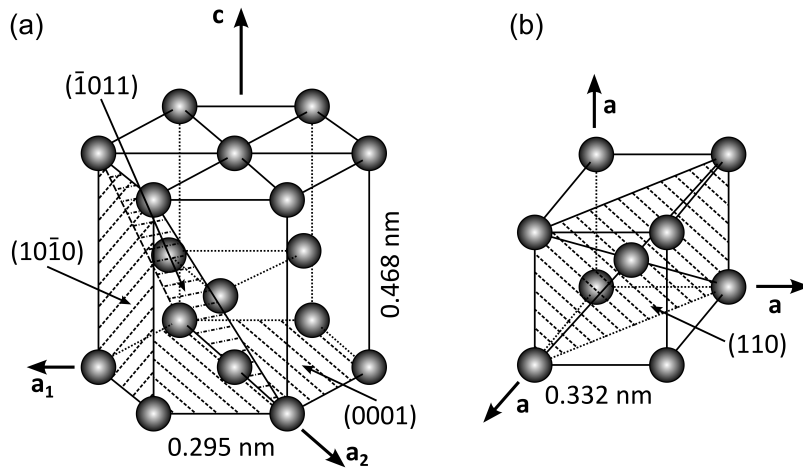 (a)
c
(1̄011)
(101̄0)
0.468 nm
a₁
(0001)
0.295 nm
a₂
(b)
a
a
(110)
a
0.332 nm